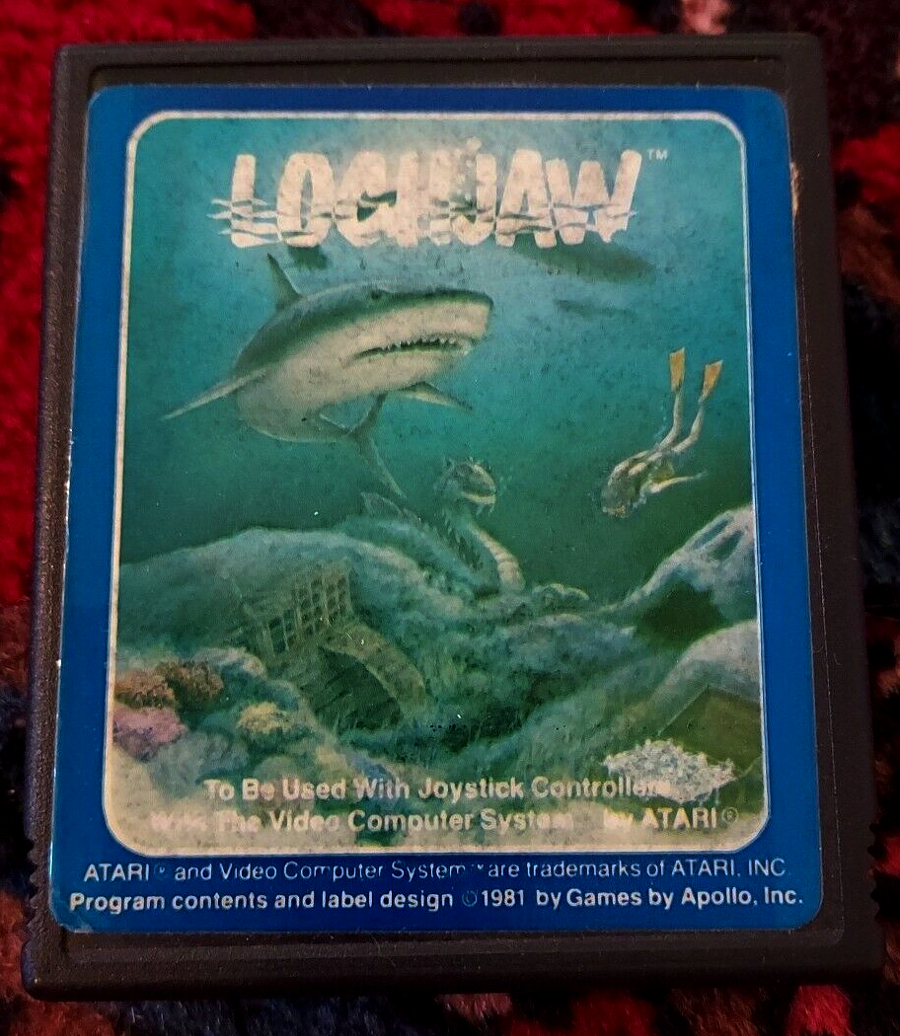 LOCHJAW™
To Be Used With Joystick Controllers
With The Video Computer System by ATARI®
ATARI® and Video Computer System™ are trademarks of ATARI, INC.
Program contents and label design ©1981 by Games by Apollo, Inc.